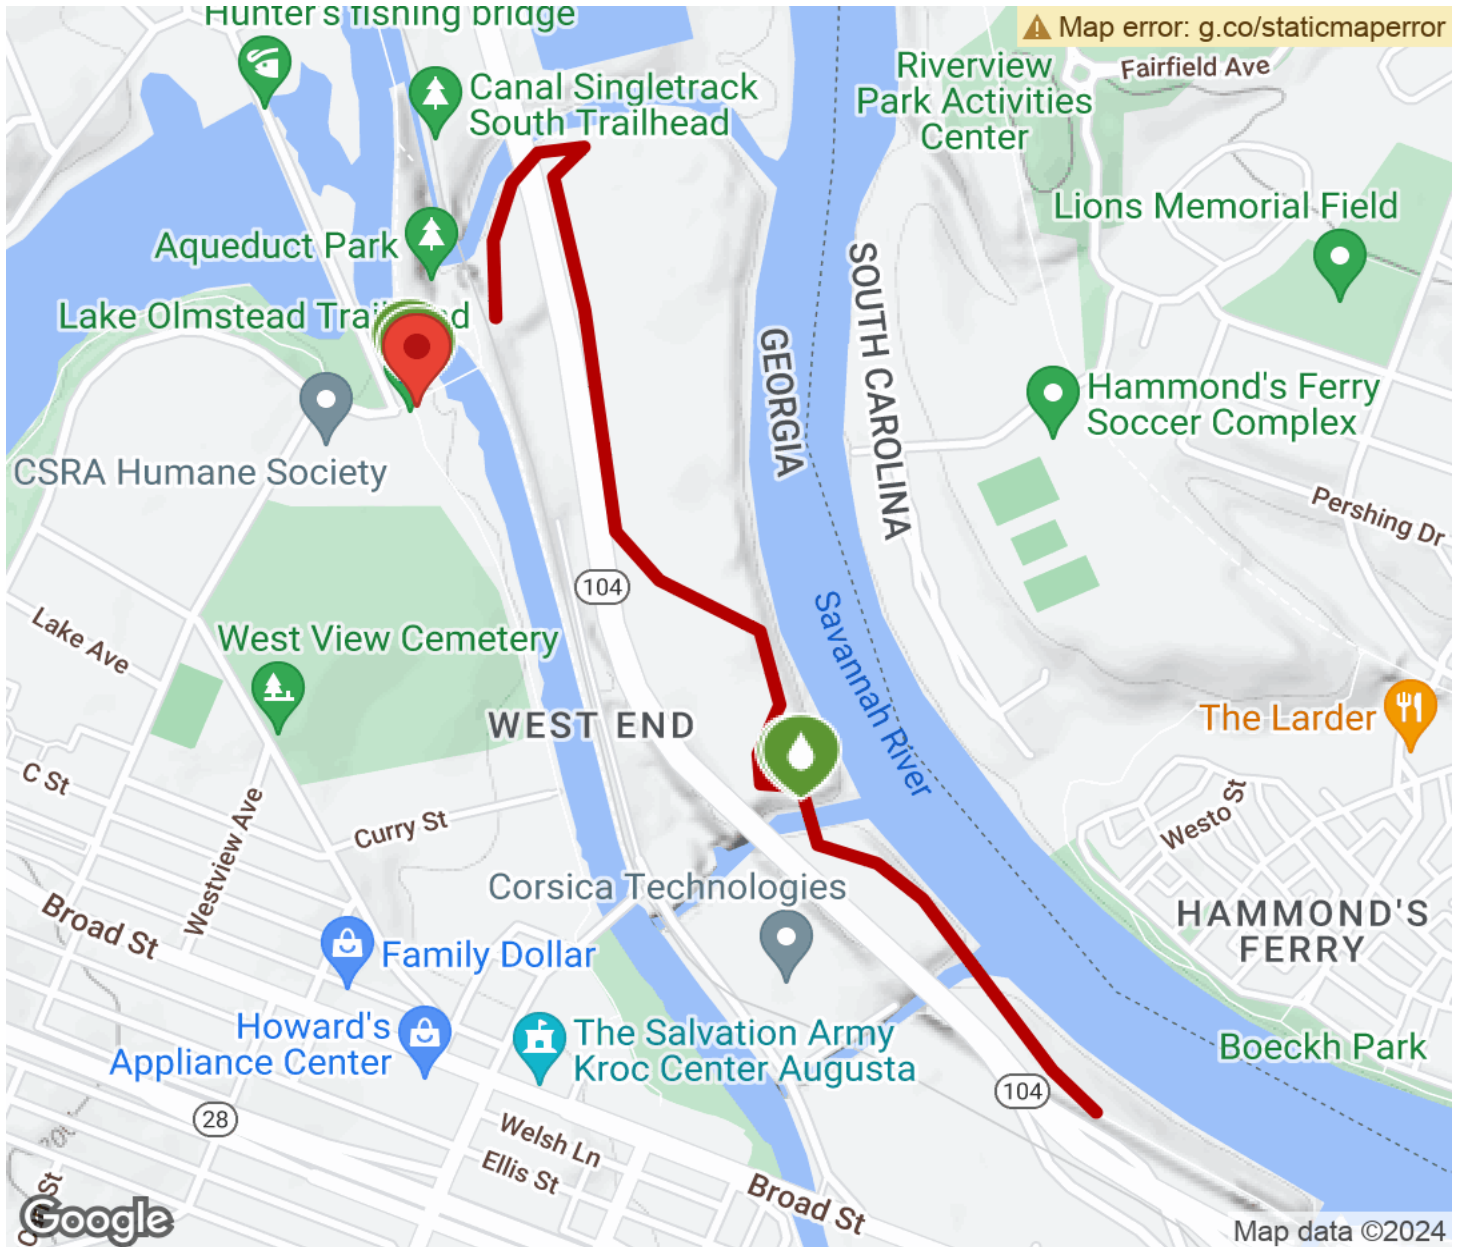 Hunter's fishing bridge
Map error: g.co/staticmaperror
Canal Singletrack
South Trailhead
Riverview
Park Activities
Center
Fairfield Ave
Lions Memorial Field
Aqueduct Park
SOUTH CAROLINA
Lake Olmstead
GEORGIA
Hammond's Ferry
Soccer Complex
CSRA Humane Society
Pershing Dr
104
Lake Ave
West View Cemetery
Savannah River
WEST END
The Larder
C St
Westview Ave
Curry St
Westo St
Corsica Technologies
Broad St
HAMMOND'S
FERRY
Family Dollar
Howard's
Appliance Center
The Salvation Army
Kroc Center Augusta
Boeckh Park
104
28
Welsh Ln
Ellis St
Broad St
Google
Map data ©2024